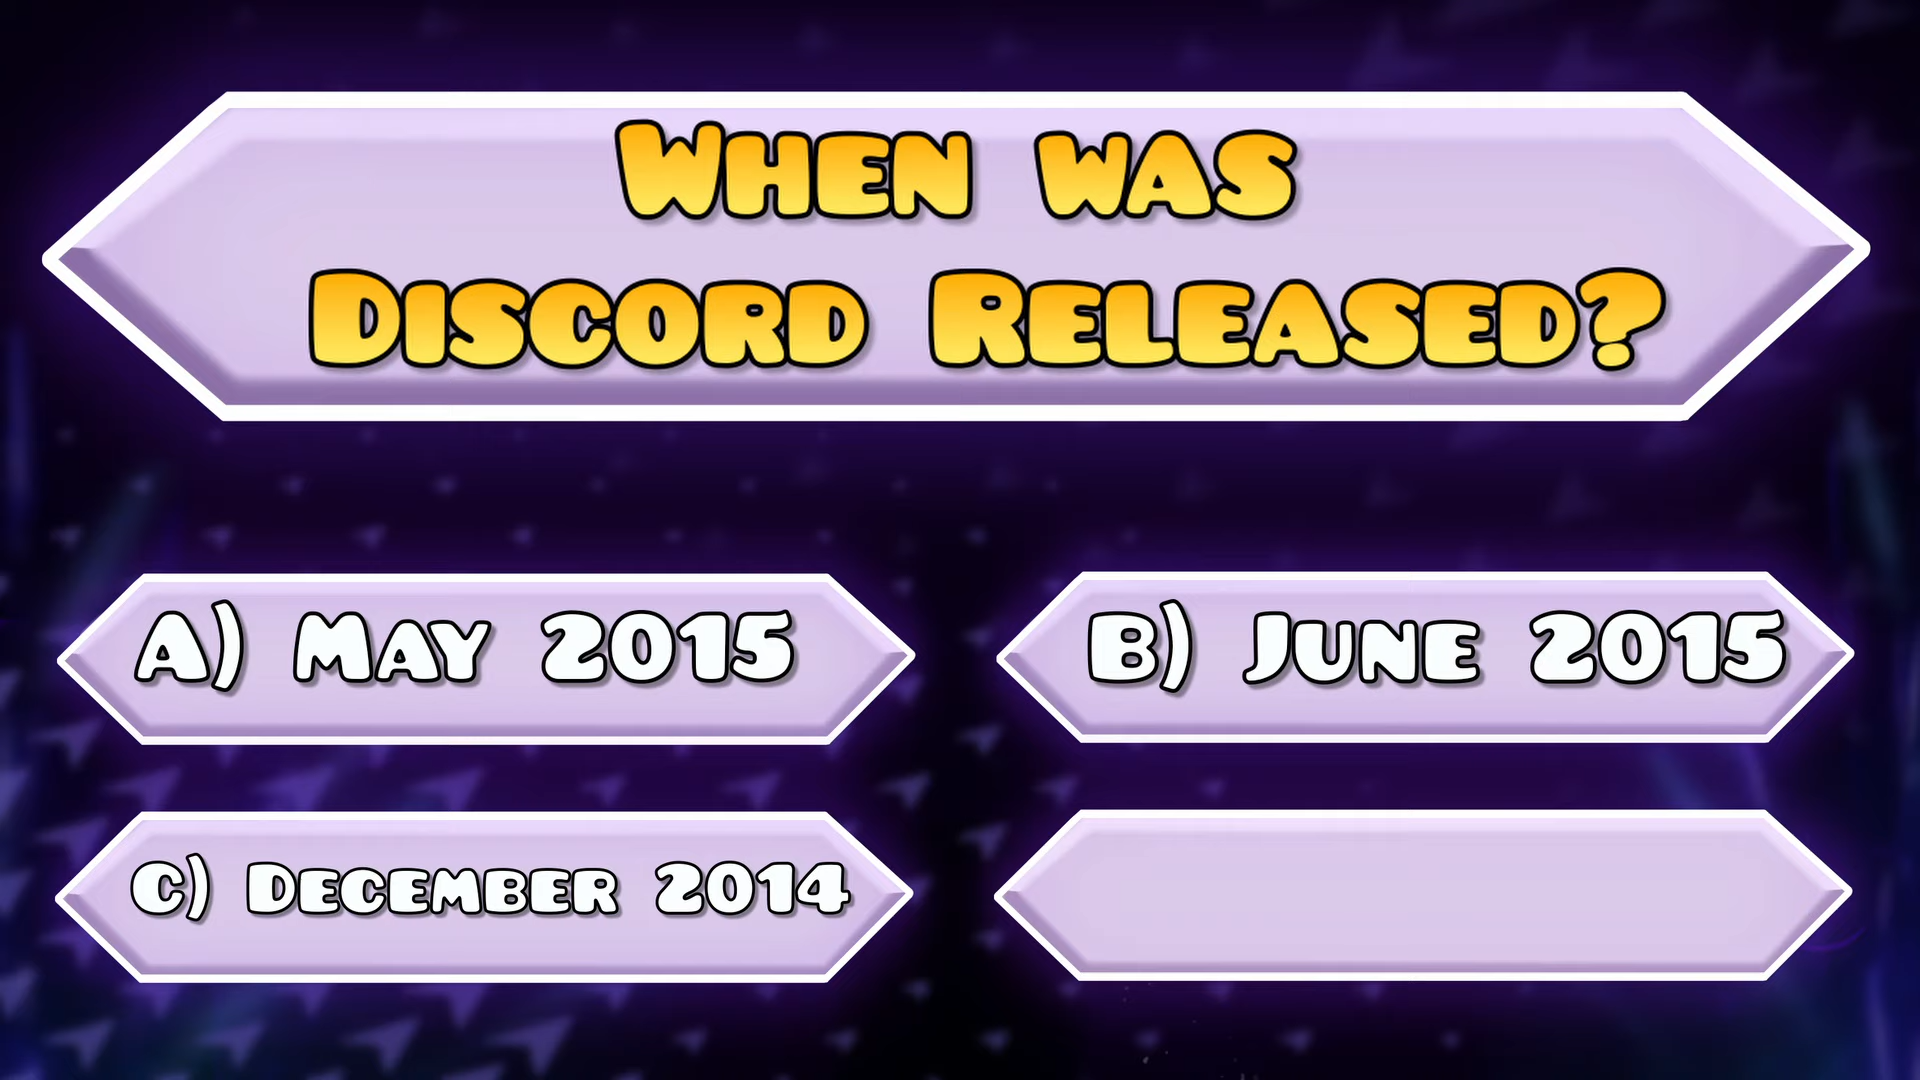 When was
Discord Released?
A) May 2015
B) June 2015
C) December 2014